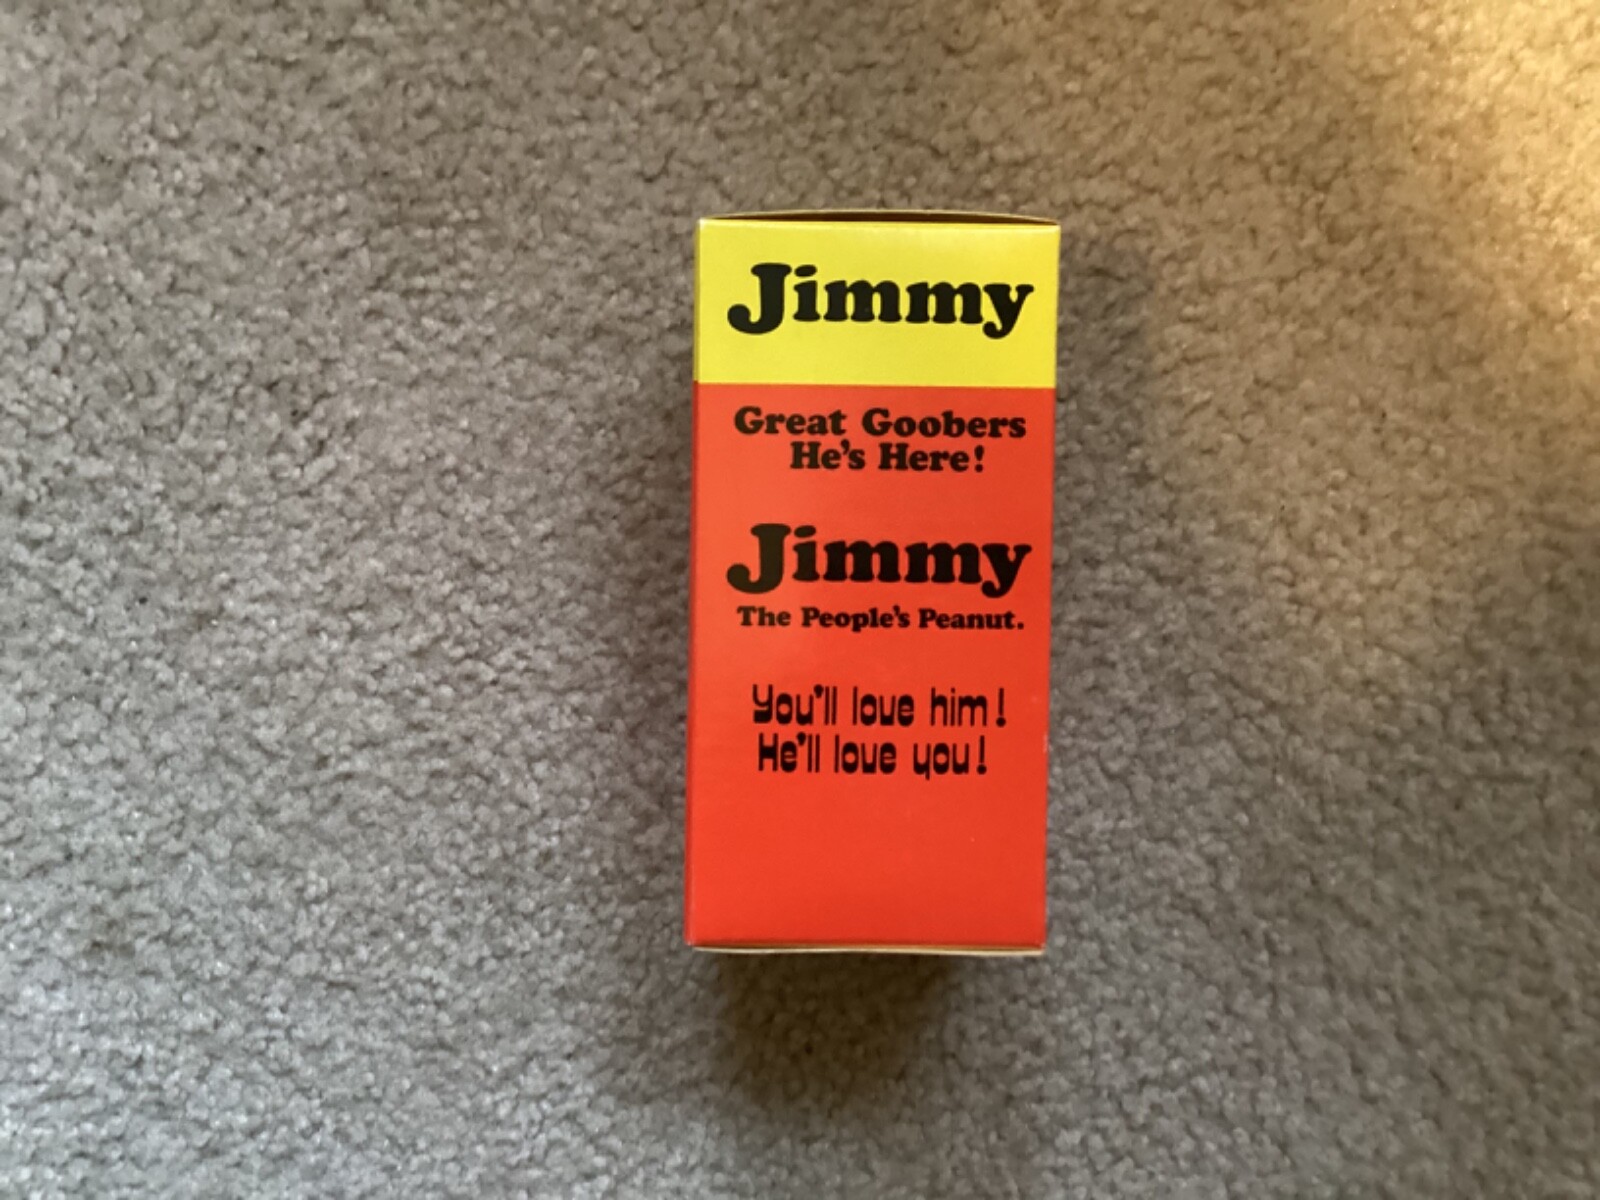 Jimmy
Great Goobers
He's Here!
Jimmy
The People's Peanut.
You'll love him!
He'll love you!